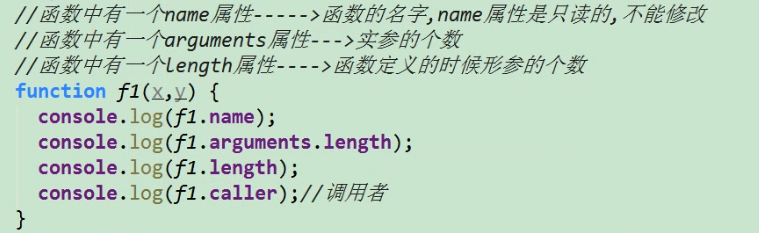 //函数中有一个name属性----->函数的名字,name属性是只读的,不能修改
//函数中有一个arguments属性--->实参的个数
//函数中有一个length属性---->函数定义的时候形参的个数
function f1(x,y) {
  console.log(f1.name);
  console.log(f1.arguments.length);
  console.log(f1.length);
  console.log(f1.caller);//调用者
}